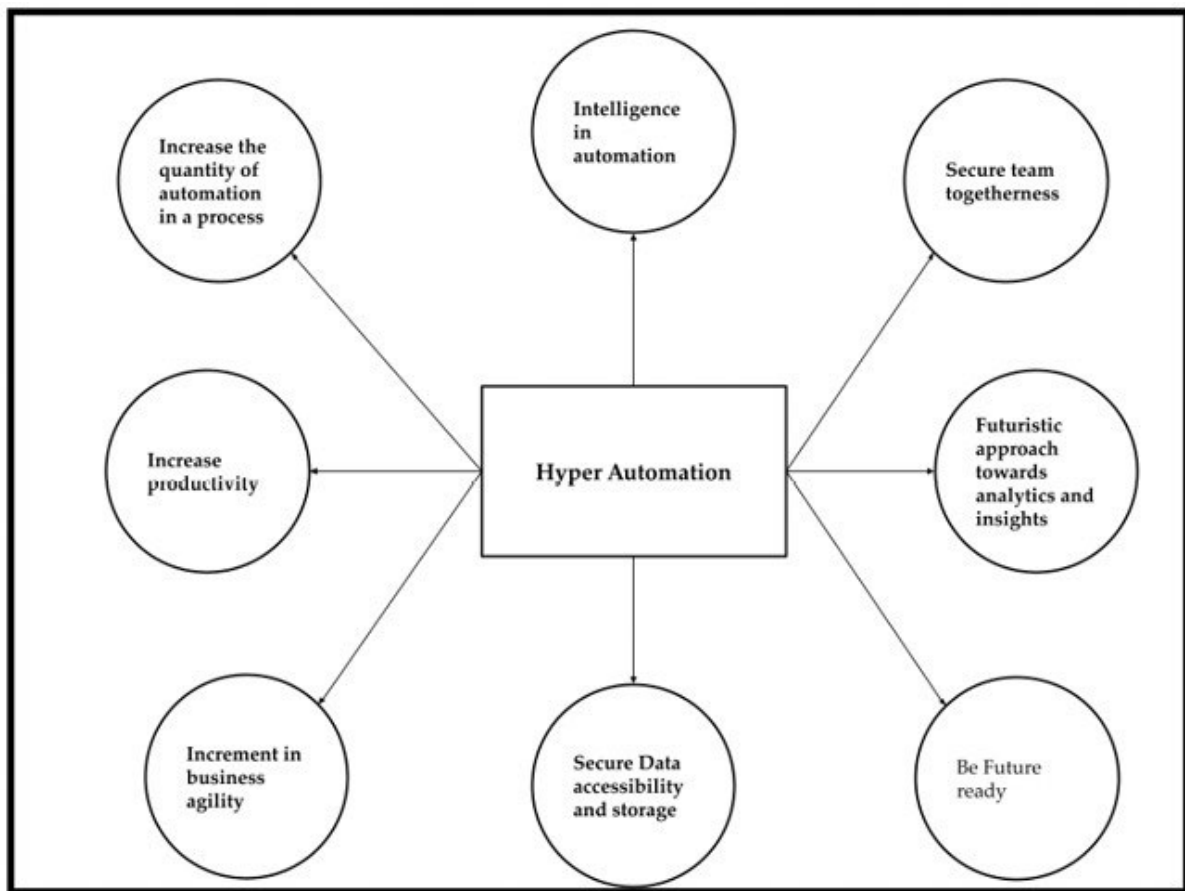 Intelligence
in
automation
Increase the
quantity of
automation
in a process
Secure team
togetherness
Increase
productivity
Hyper Automation
Futuristic
approach
towards
analytics and
insights
Increment in
business
agility
Secure Data
accessibility
and storage
Be Future
ready